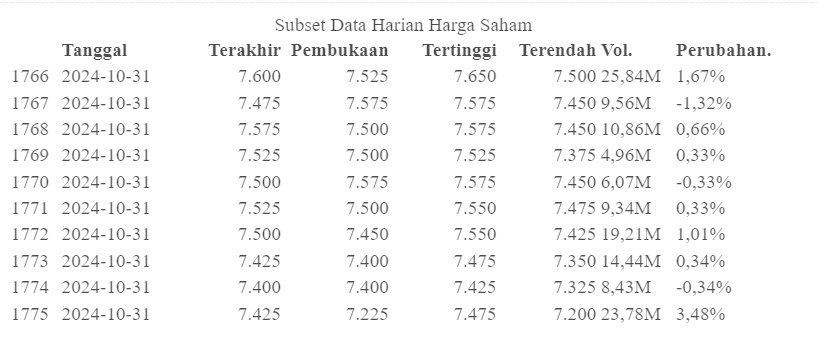 Subset Data Harian Harga Saham
Tanggal Terakhir Pembukaan Tertinggi Terendah Vol. Perubahan.
1766 2024-10-31 7.600 7.525 7.650 7.500 25,84M 1,67%
1767 2024-10-31 7.475 7.575 7.575 7.450 9,56M -1,32%
1768 2024-10-31 7.575 7.500 7.575 7.450 10,86M 0,66%
1769 2024-10-31 7.525 7.500 7.525 7.375 4,96M 0,33%
1770 2024-10-31 7.500 7.575 7.575 7.450 6,07M -0,33%
1771 2024-10-31 7.525 7.500 7.550 7.475 9,34M 0,33%
1772 2024-10-31 7.500 7.450 7.550 7.425 19,21M 1,01%
1773 2024-10-31 7.425 7.400 7.475 7.350 14,44M 0,34%
1774 2024-10-31 7.400 7.400 7.425 7.325 8,43M -0,34%
1775 2024-10-31 7.425 7.225 7.475 7.200 23,78M 3,48%